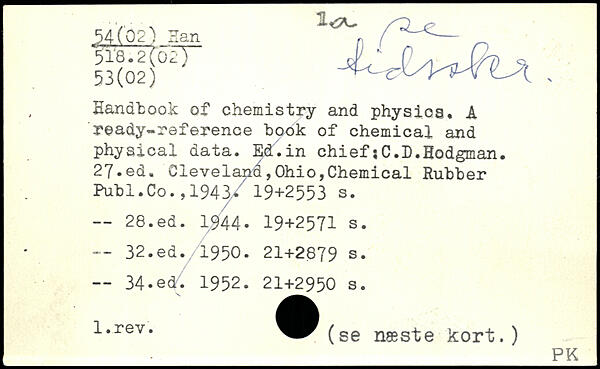 1a
se
tidsskr.
54(02) Han
518.2(02)
53(02)
Handbook of chemistry and physics. A
ready-reference book of chemical and
physical data. Ed.in chief:C.D.Hodgman.
27.ed. Cleveland,Ohio,Chemical Rubber
Publ.Co.,1943. 19+2553 s.
-- 28.ed. 1944. 19+2571 s.
-- 32.ed. 1950. 21+2879 s.
-- 34.ed. 1952. 21+2950 s.
1.rev.
(se næste kort.)
PK